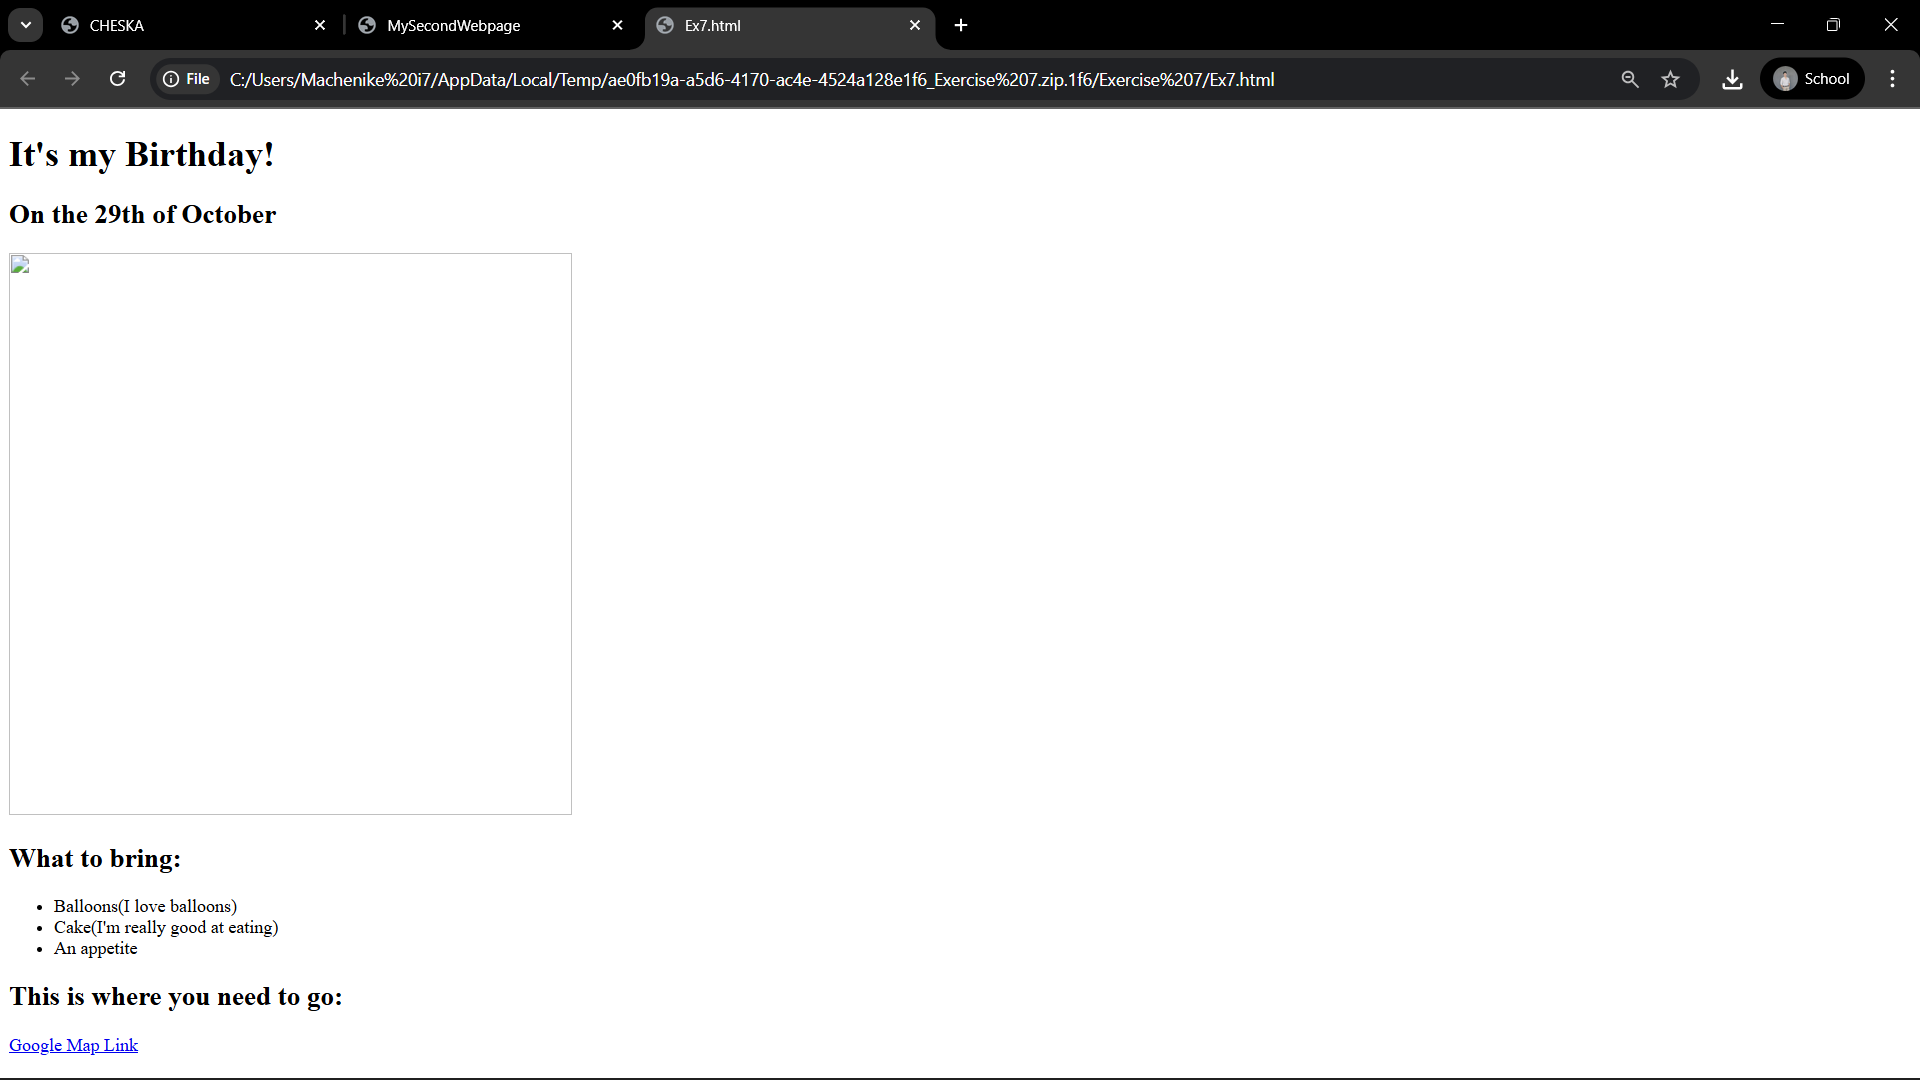 CHESKA
MySecondWebpage
Ex7.html
File
C:/Users/Machenike%20i7/AppData/Local/Temp/ae0fb19a-a5d6-4170-ac4e-4524a128e1f6_Exercise%207.zip.1f6/Exercise%207/Ex7.html
School
It's my Birthday!
On the 29th of October
What to bring:
Balloons(I love balloons)
Cake(I'm really good at eating)
An appetite
This is where you need to go:
Google Map Link